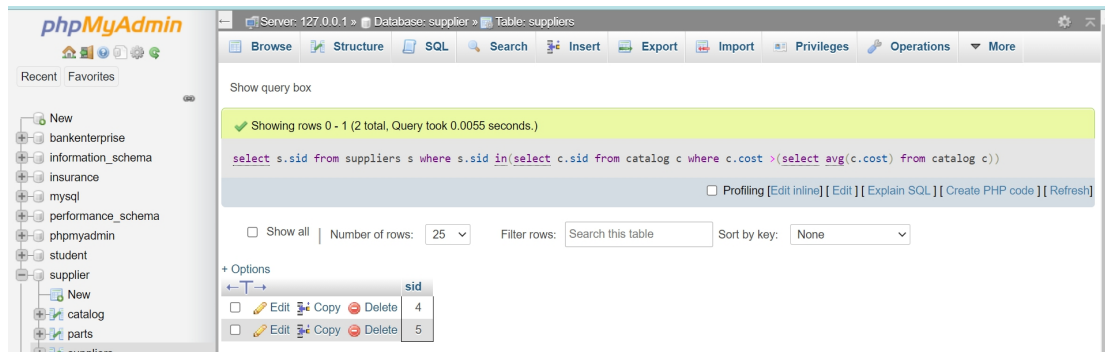 phpMyAdmin
Recent Favorites
New
bankenterprise
information_schema
insurance
mysql
performance_schema
phpmyadmin
student
supplier
New
catalog
parts
suppliers
Server: 127.0.0.1 » Database: supplier » Table: suppliers
Browse Structure SQL Search Insert Export Import Privileges Operations More
Show query box
Showing rows 0 - 1 (2 total, Query took 0.0055 seconds.)
select s.sid from suppliers s where s.sid in(select c.sid from catalog c where c.cost >(select avg(c.cost) from catalog c))
Profiling [Edit inline] [ Edit ] [ Explain SQL ] [ Create PHP code ] [ Refresh]
Show all | Number of rows: 25 Filter rows: Search this table Sort by key: None
+ Options
←T→ sid
Edit Copy Delete 4
Edit Copy Delete 5